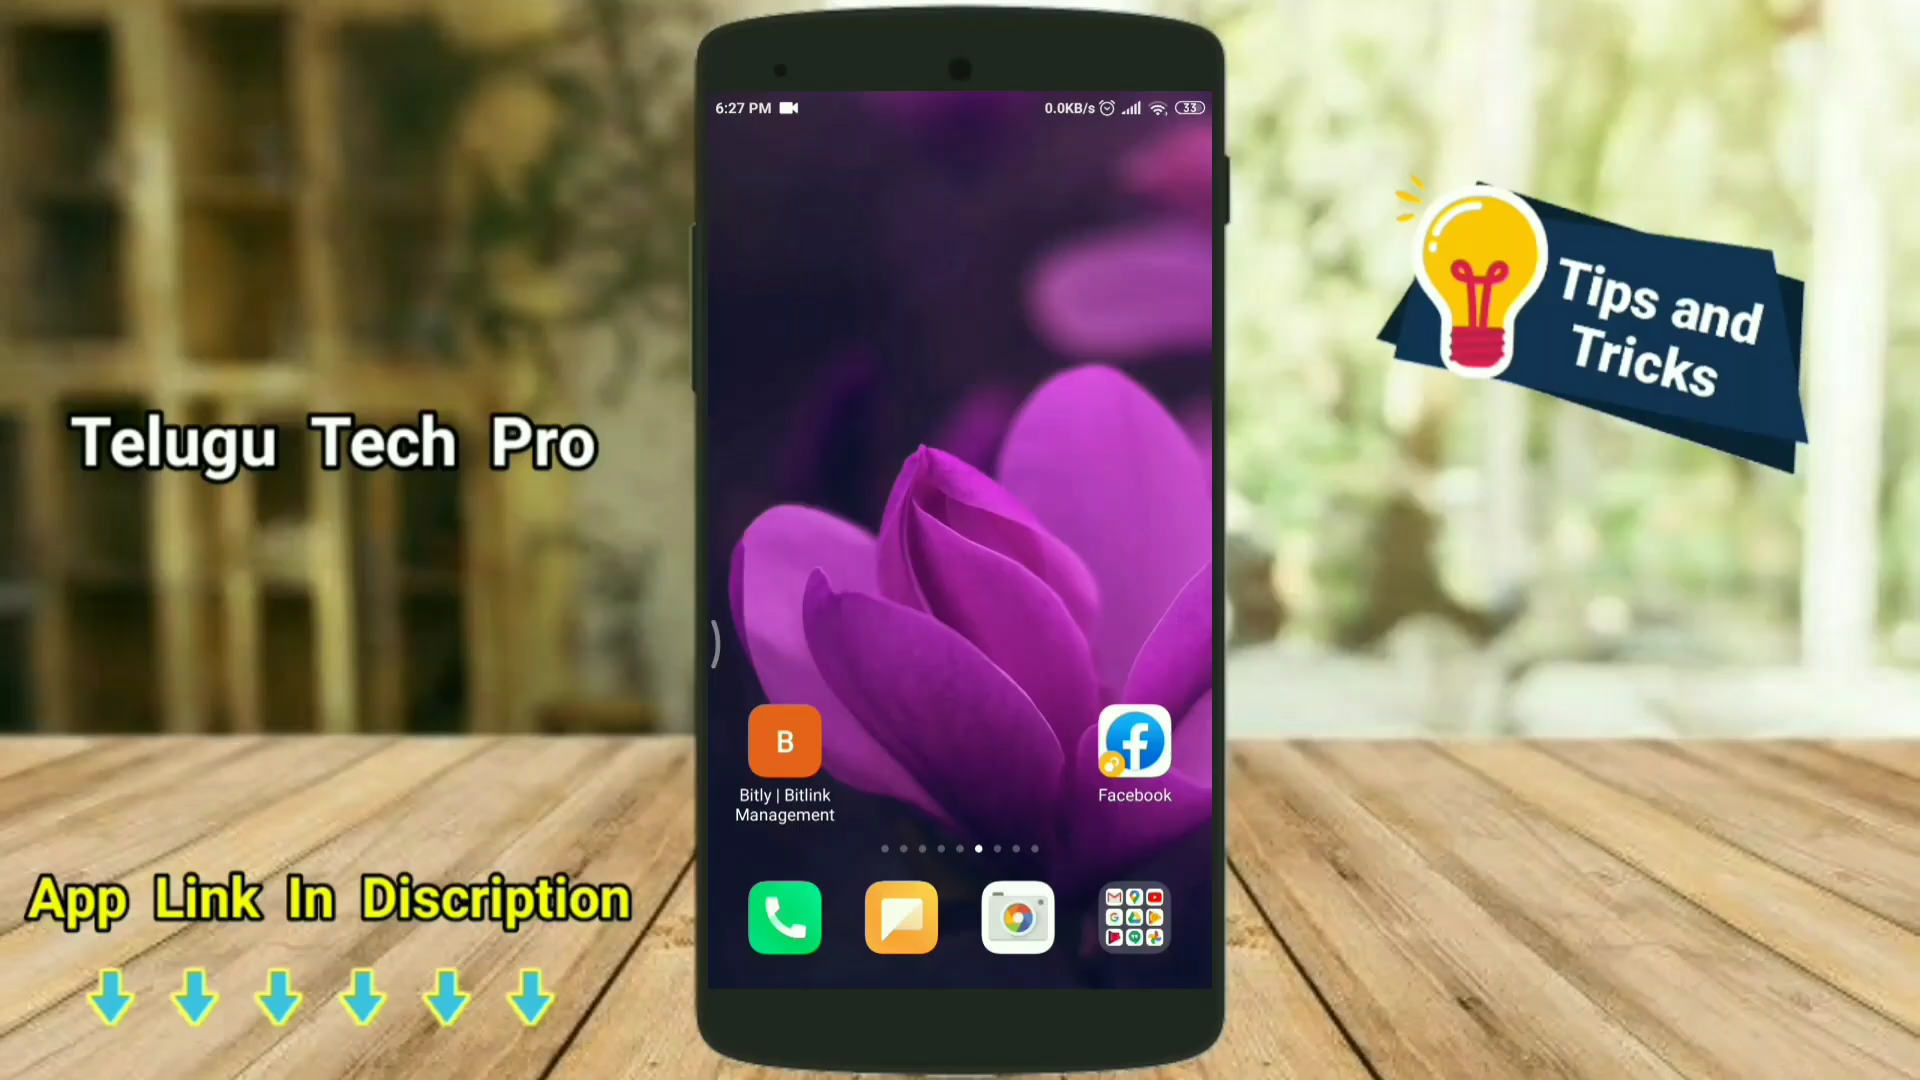 6:27 PM
0.0KB/s
33
Tips and
Tricks
Telugu Tech Pro
B
Bitly | Bitlink
Management
Facebook
App Link In Discription